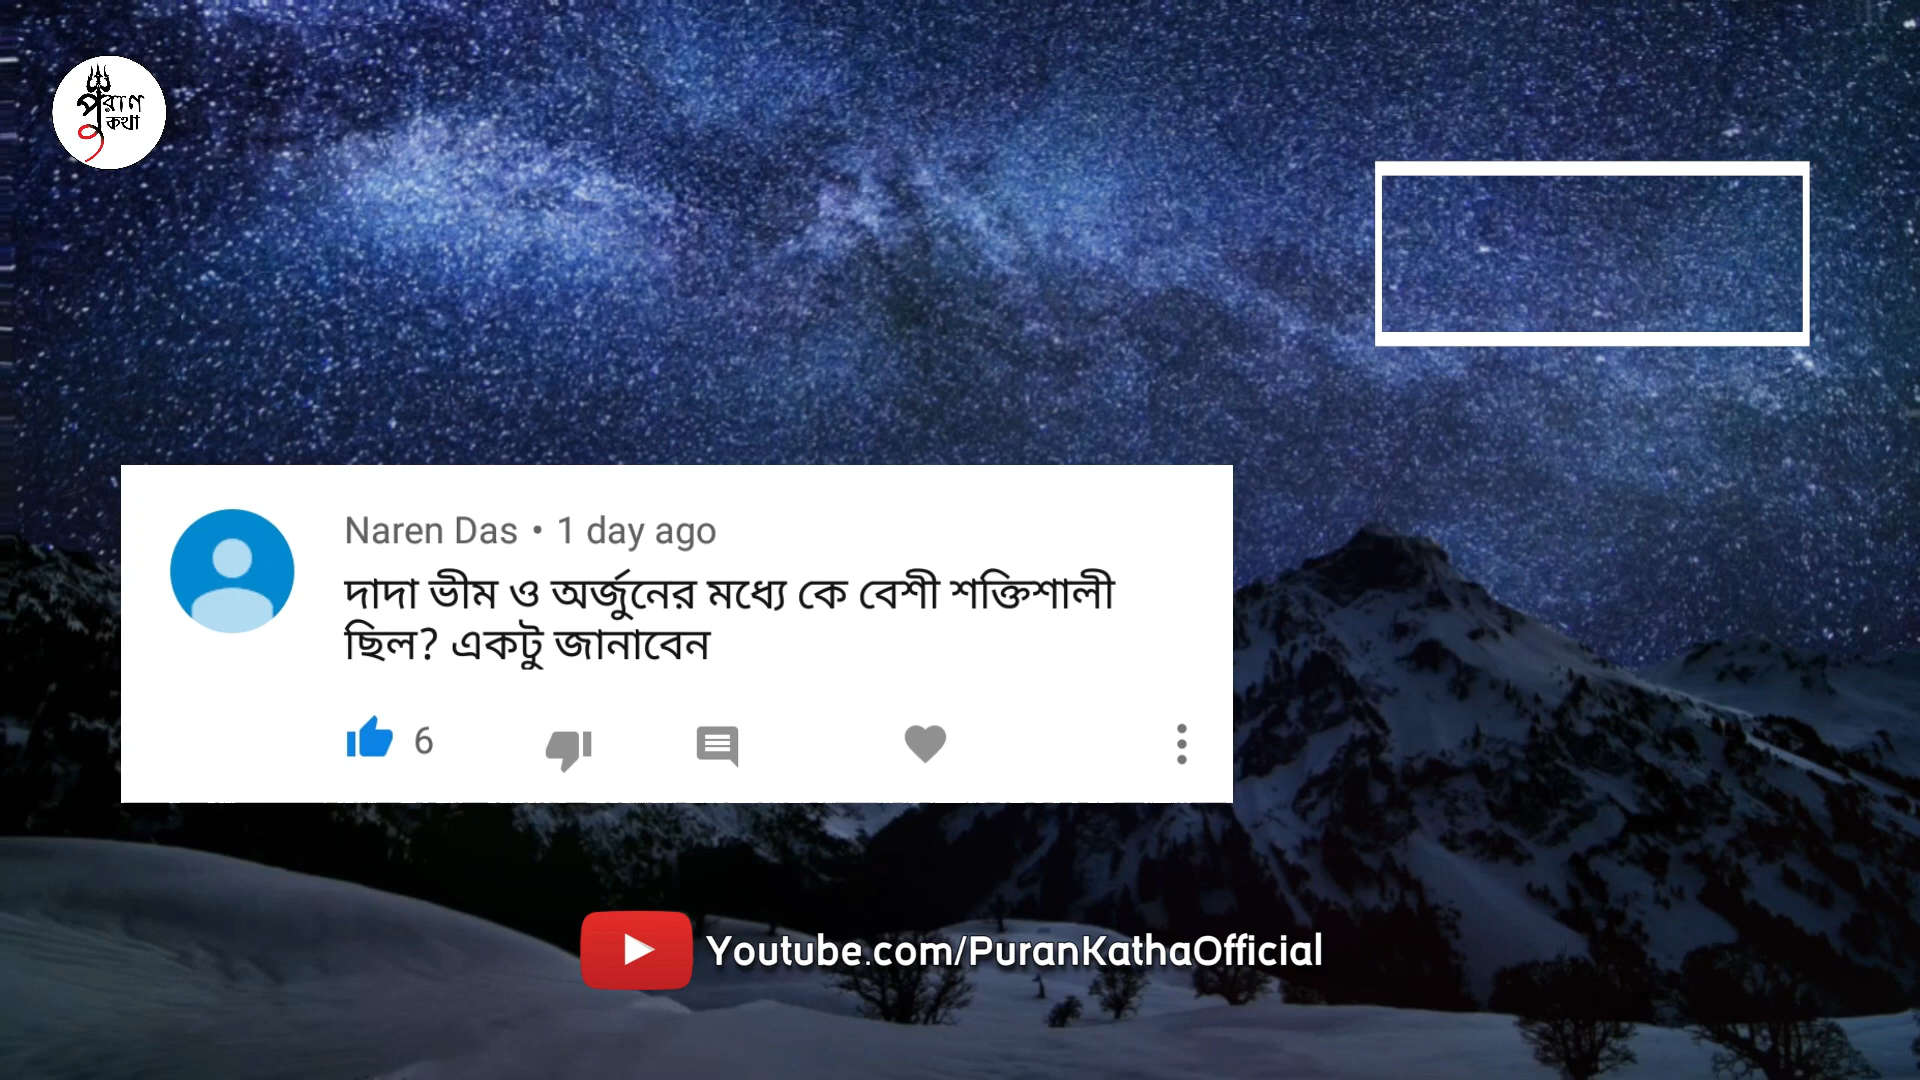 পুরাণ
কথা
Naren Das • 1 day ago
দাদা ভীম ও অর্জুনের মধ্যে কে বেশী শক্তিশালী
ছিল? একটু জানাবেন
6
Youtube.com/PuranKathaOfficial